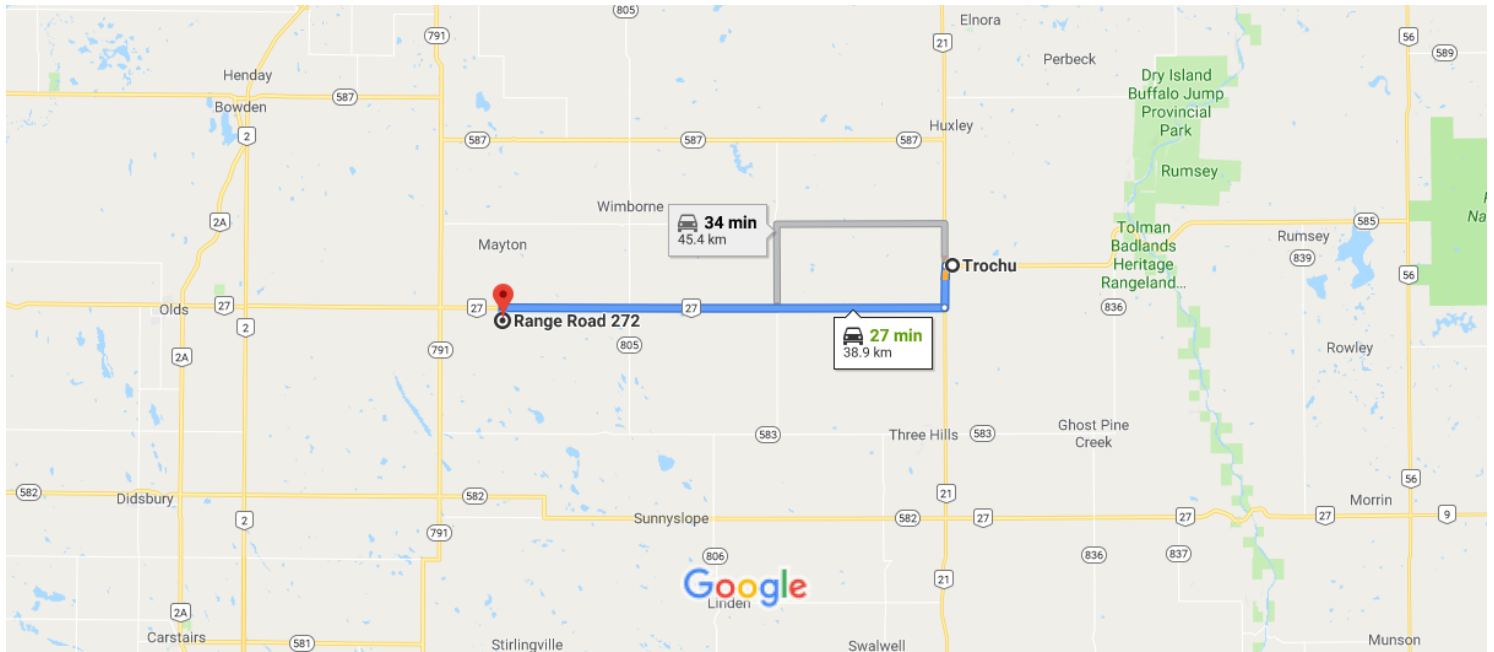 805
Elnora
791
21
56
589
Perbeck
Henday
Dry Island
Buffalo Jump
Provincial
Park
587
Bowden
2
Huxley
587
587
587
Rumsey
Wimborne
34 min
45.4 km
2A
585
Tolman
Badlands
Heritage
Rangeland...
Rumsey
Na
Mayton
839
Trochu
56
27
Olds
27
27
836
2
Range Road 272
27 min
38.9 km
805
791
2A
Rowley
583
Three Hills
583
Ghost Pine
Creek
56
582
Didsbury
582
21
Morrin
2
Sunnyslope
582
27
27
27
9
791
806
836
837
21
Google
Linden
2A
Carstairs
581
Stirlingville
Swalwell
Munson